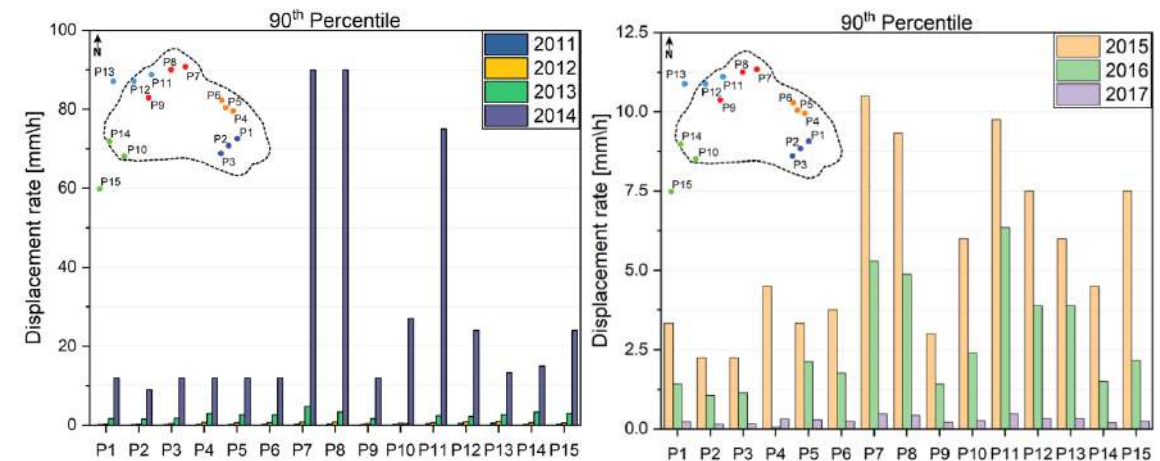 90th Percentile
Displacement rate [mm\h]
100
80
60
40
20
0
N
P8
P7
P13
P11
P12
P9
P6
P5
P4
P14
P1
P2
P10
P3
P15
2011
2012
2013
2014
P1 P2 P3 P4 P5 P6 P7 P8 P9 P10 P11 P12 P13 P14 P15
90th Percentile
Displacement rate [mm\h]
12.5
10.0
7.5
5.0
2.5
0.0
N
P8
P7
P13
P11
P12
P9
P6
P5
P4
P14
P1
P2
P10
P3
P15
2015
2016
2017
P1 P2 P3 P4 P5 P6 P7 P8 P9 P10 P11 P12 P13 P14 P15